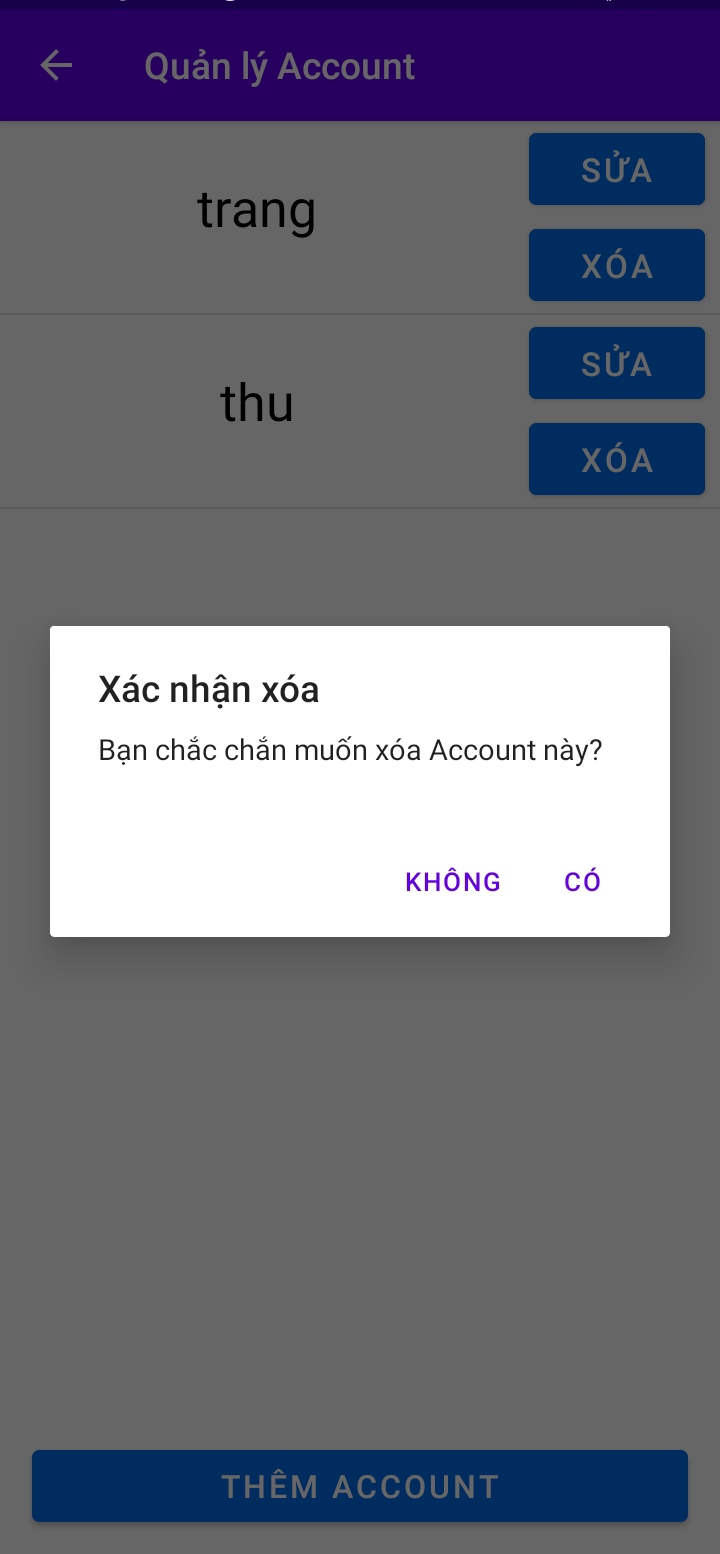 Quản lý Account
trang
SỬA
XÓA
thu
SỬA
XÓA
Xác nhận xóa
Bạn chắc chắn muốn xóa Account này?
KHÔNG CÓ
THÊM ACCOUNT